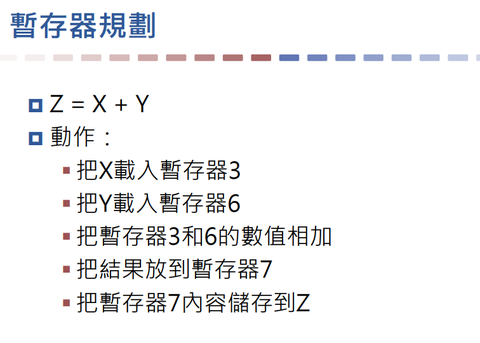 暫存器規劃
Z = X + Y
動作：
把X載入暫存器3
把Y載入暫存器6
把暫存器3和6的數值相加
把結果放到暫存器7
把暫存器7內容儲存到Z